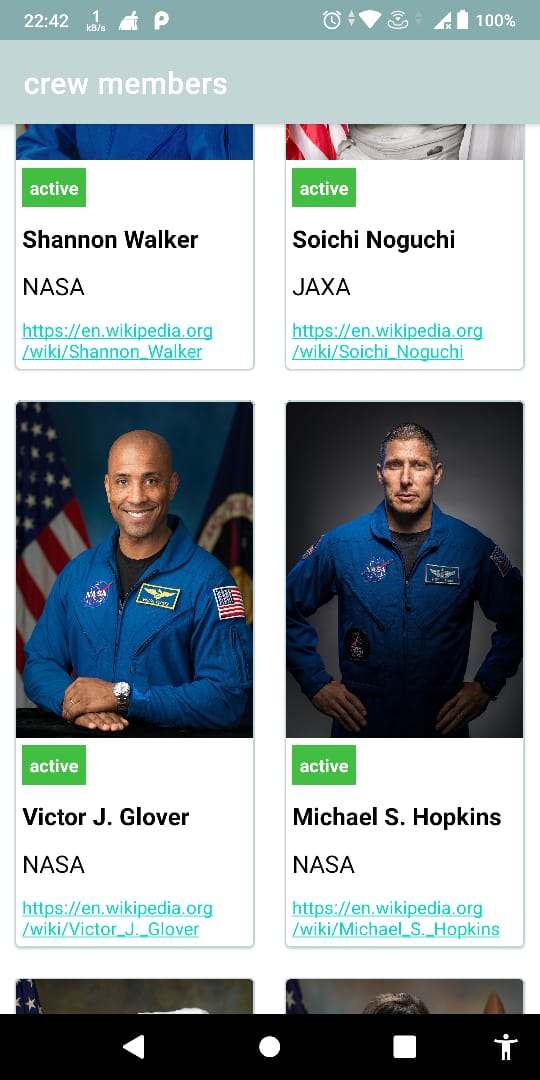 22:42 1 kB/s 100%
crew members
active
Shannon Walker
NASA
https://en.wikipedia.org
/wiki/Shannon_Walker
active
Soichi Noguchi
JAXA
https://en.wikipedia.org
/wiki/Soichi_Noguchi
NASA
NASA
active
Victor J. Glover
NASA
https://en.wikipedia.org
/wiki/Victor_J._Glover
active
Michael S. Hopkins
NASA
https://en.wikipedia.org
/wiki/Michael_S._Hopkins